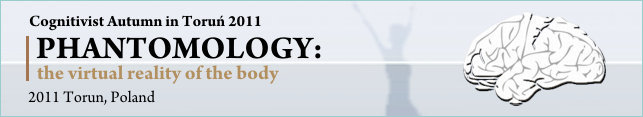 Cognitivist Autumn in Toruń 2011
PHANTOMOLOGY:
the virtual reality of the body
2011 Torun, Poland